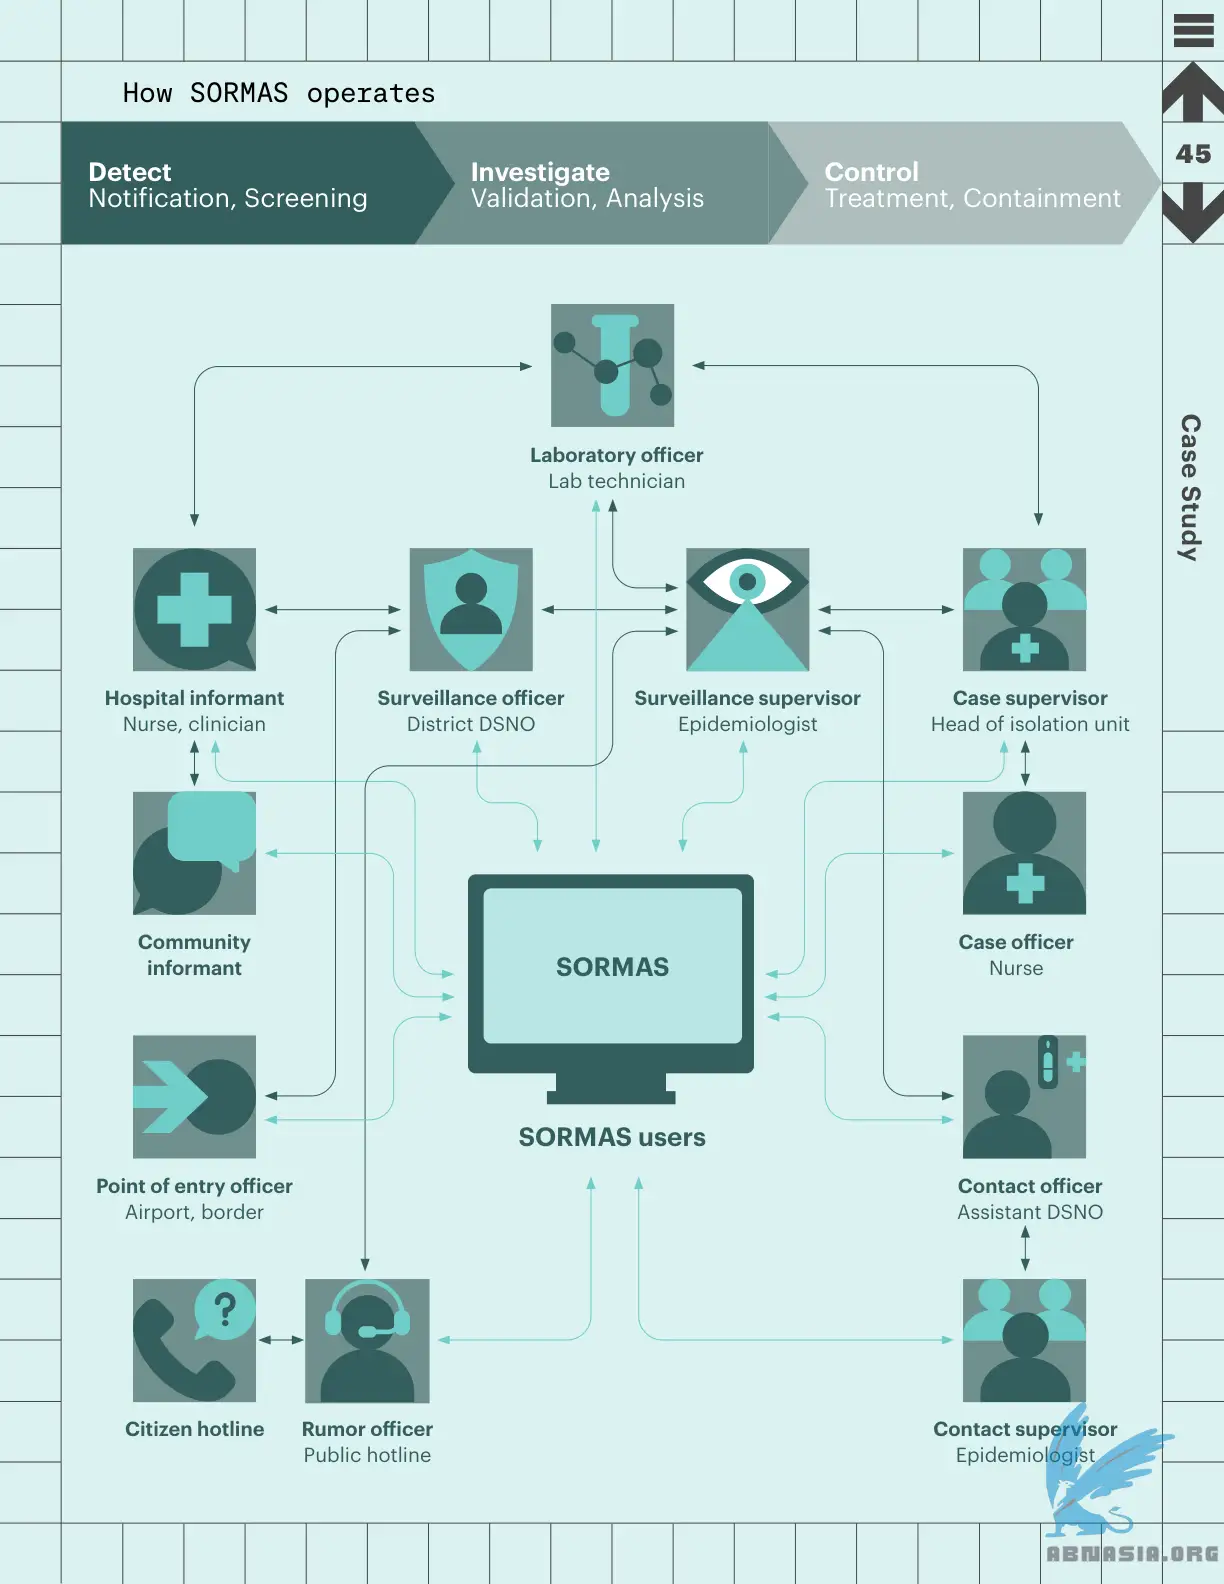 How SORMAS operates
Detect
Notification, Screening
Investigate
Validation, Analysis
Control
Treatment, Containment
45
Case Study
Laboratory officer
Lab technician
Hospital informant
Nurse, clinician
Surveillance officer
District DSNO
Surveillance supervisor
Epidemiologist
Case supervisor
Head of isolation unit
Community
informant
SORMAS
Case officer
Nurse
SORMAS users
Point of entry officer
Airport, border
Contact officer
Assistant DSNO
?
Citizen hotline
Rumor officer
Public hotline
Contact supervisor
Epidemiologist
ABNASIA.ORG